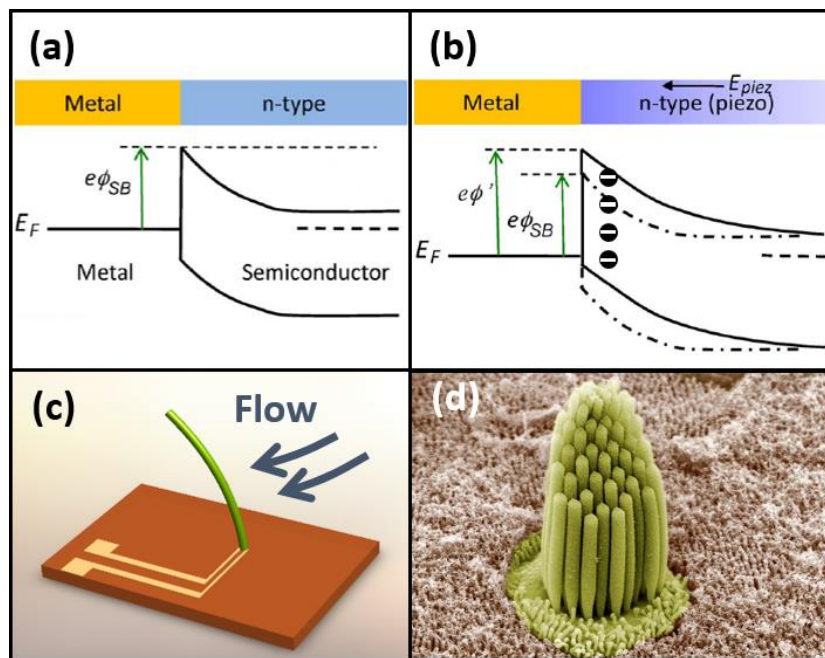 (a)
Metal
n-type
eϕSB
EF
Metal
Semiconductor
(b)
Epiez
Metal
n-type (piezo)
eϕ'
eϕSB
EF
(c)
Flow
(d)